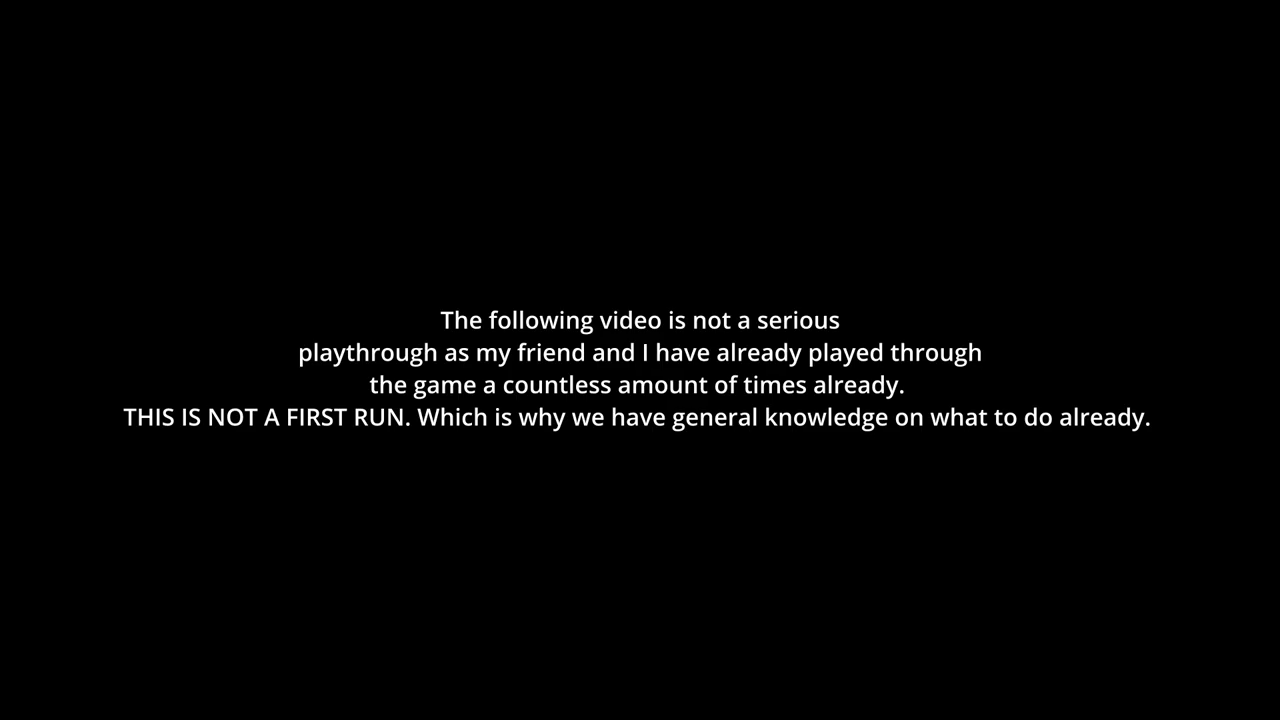 The following video is not a serious
playthrough as my friend and I have already played through
the game a countless amount of times already.
THIS IS NOT A FIRST RUN. Which is why we have general knowledge on what to do already.